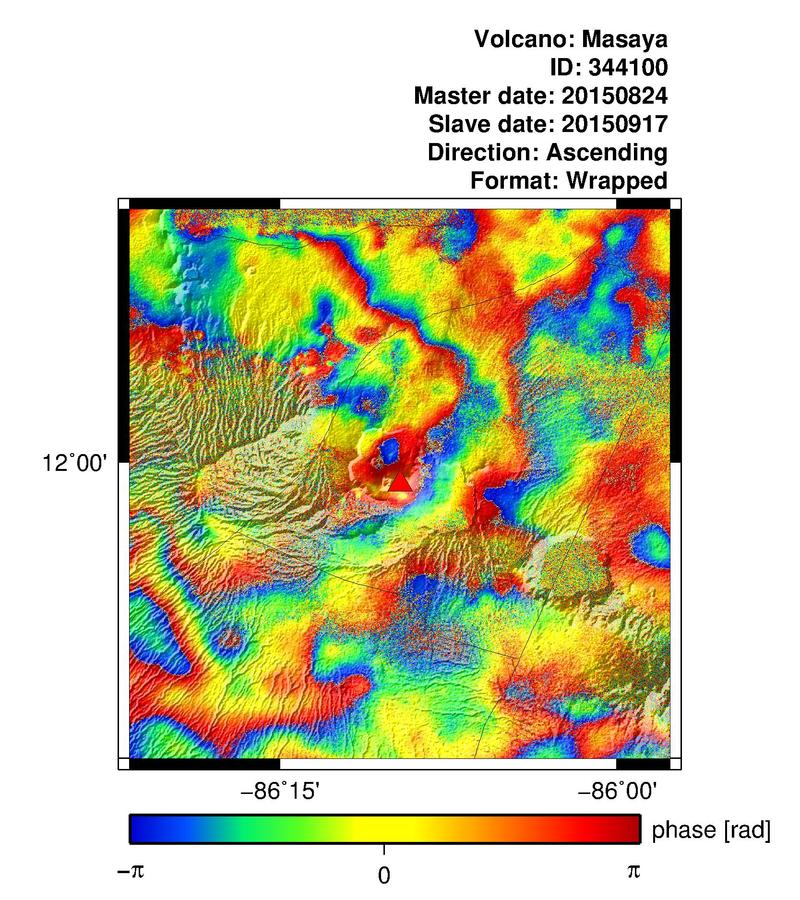 Volcano: Masaya
ID: 344100
Master date: 20150824
Slave date: 20150917
Direction: Ascending
Format: Wrapped
12˚00'
−86˚15' −86˚00'
phase [rad]
−π 0 π